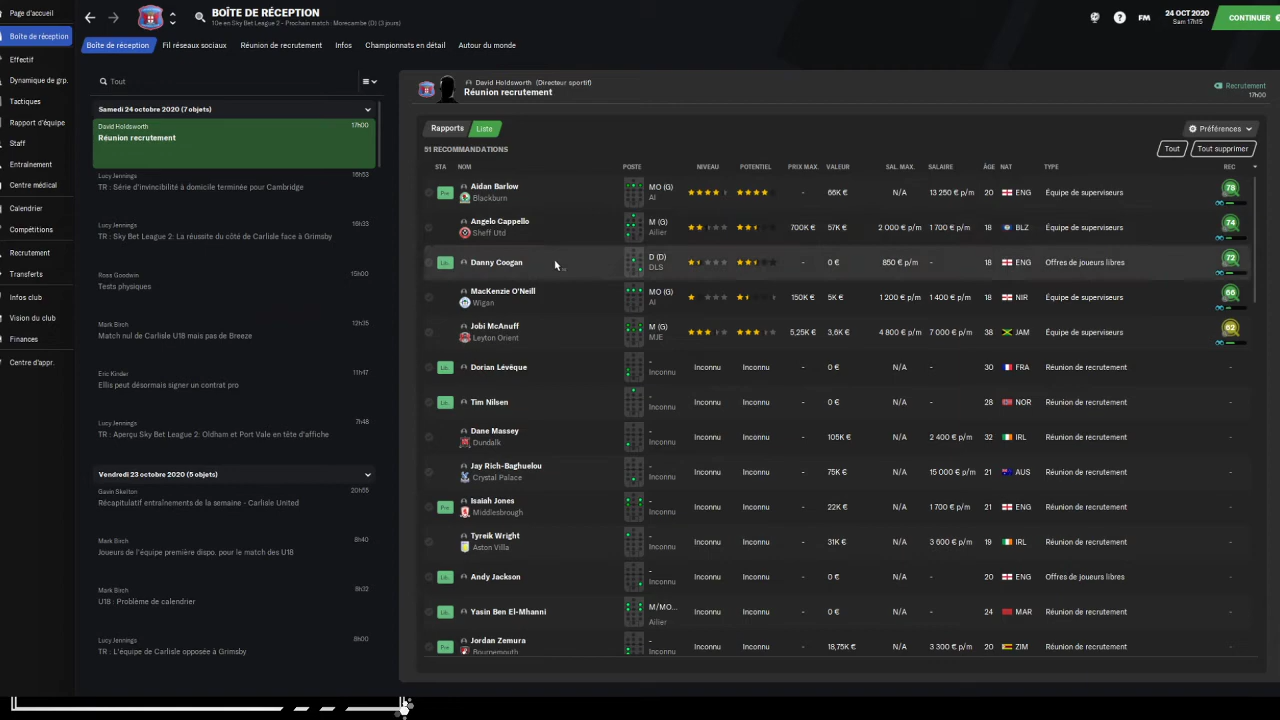 Page d'accueil
Boîte de réception
Effectif
Dynamique de grp.
Tactiques
Rapport d'équipe
Staff
Entraînement
Centre médical
Calendrier
Compétitions
Recrutement
Transferts
Infos club
Vision du club
Finances
Centre d'appr.
BOÎTE DE RÉCEPTION
10e en Sky Bet League 2 - Prochain match : Morecambe (D) (3 jours)
FM
24 OCT 2020
Sam 17h15
CONTINUER
Boîte de réception Fil réseaux sociaux Réunion de recrutement Infos Championnats en détail Autour du monde
Tout
Samedi 24 octobre 2020 (7 objets)
David Holdsworth 17h00
Réunion recrutement
Lucy Jennings 16h53
TR : Série d'invincibilité à domicile terminée pour Cambridge
Lucy Jennings 16h33
TR : Sky Bet League 2: La réussite du côté de Carlisle face à Grimsby
Ross Goodwin 15h00
Tests physiques
Mark Birch 12h15
Match nul de Carlisle U18 mais pas de Breeze
Eric Kinder 11h47
Ellis peut désormais signer un contrat pro
Lucy Jennings 7h48
TR : Aperçu Sky Bet League 2: Oldham et Port Vale en tête d'affiche
Vendredi 23 octobre 2020 (5 objets)
Gavin Skelton 20h55
Récapitulatif entraînements de la semaine - Carlisle United
Mark Birch 8h40
Joueurs de l'équipe première dispo. pour le match des U18
Mark Birch 8h32
U18 : Problème de calendrier
Lucy Jennings 8h00
TR : L'équipe de Carlisle opposée à Grimsby
David Holdsworth (Directeur sportif)
Réunion recrutement
Recrutement
17h00
Rapports Liste Préférences
51 RECOMMANDATIONS Tout Tout supprimer
STA NOM POSTE NIVEAU POTENTIEL PRIX MAX. VALEUR SAL. MAX. SALAIRE ÂGE NAT TYPE REC
Pré Aidan Barlow Blackburn MO (G) AI - 66K € N/A 13 250 € p/m 20 ENG Équipe de superviseurs 78
Angelo Cappello Sheff Utd M (G) Ailier 700K € 57K € 2 000 € p/m 1 700 € p/m 18 BLZ Équipe de superviseurs 74
Lib. Danny Coogan D (D) DLS - 0 € 850 € p/m - 18 ENG Offres de joueurs libres 72
MacKenzie O'Neill Wigan MO (G) AI 150K € 5K € 1 200 € p/m 1 400 € p/m 18 NIR Équipe de superviseurs 66
Jobi McAnuff Leyton Orient M (G) MJE 5,25K € 3,6K € 4 800 € p/m 7 000 € p/m 38 JAM Équipe de superviseurs 62
Lib. Dorian Lévêque - Inconnu Inconnu Inconnu - 0 € N/A - 30 FRA Réunion de recrutement -
Lib. Tim Nilsen - Inconnu Inconnu Inconnu - 0 € N/A - 28 NOR Réunion de recrutement -
Dane Massey Dundalk - Inconnu Inconnu Inconnu - 105K € N/A 2 400 € p/m 32 IRL Réunion de recrutement -
Jay Rich-Baghuelou Crystal Palace - Inconnu Inconnu Inconnu - 75K € N/A 15 000 € p/m 21 AUS Réunion de recrutement -
Pré Isaiah Jones Middlesbrough - Inconnu Inconnu Inconnu - 22K € N/A 1 700 € p/m 21 ENG Réunion de recrutement -
Tyreik Wright Aston Villa - Inconnu Inconnu Inconnu - 31K € N/A 3 600 € p/m 19 IRL Réunion de recrutement -
Lib. Andy Jackson - Inconnu Inconnu Inconnu - 0 € N/A - 20 ENG Offres de joueurs libres -
Lib. Yasin Ben El-Mhanni M/MO... Ailier Inconnu Inconnu - 0 € N/A - 24 MAR Réunion de recrutement -
Pré Jordan Zemura Bournemouth - Inconnu Inconnu Inconnu - 18,75K € N/A 3 300 € p/m 20 ZIM Réunion de recrutement -